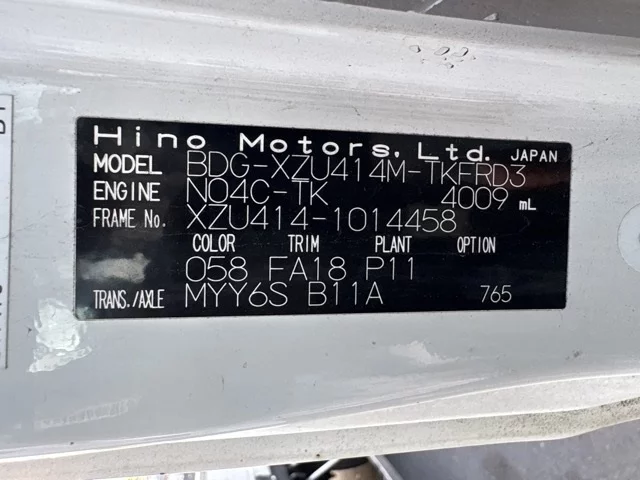 Hino Motors, Ltd. JAPAN
MODEL BDG-XZU414M-TKFRD3
ENGINE N04C-TK 4009 mL
FRAME No. XZU414-1014458
COLOR TRIM PLANT OPTION
058 FA18 P11
TRANS./AXLE MYY6S B11A 765